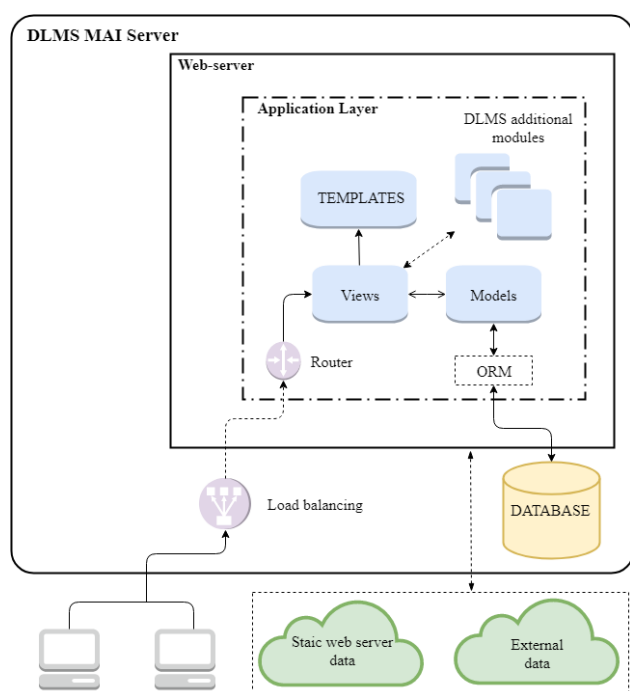 DLMS MAI Server
Web-server
Application Layer
DLMS additional
modules
TEMPLATES
Views
Models
Router
ORM
Load balancing
DATABASE
Staic web server
data
External
data